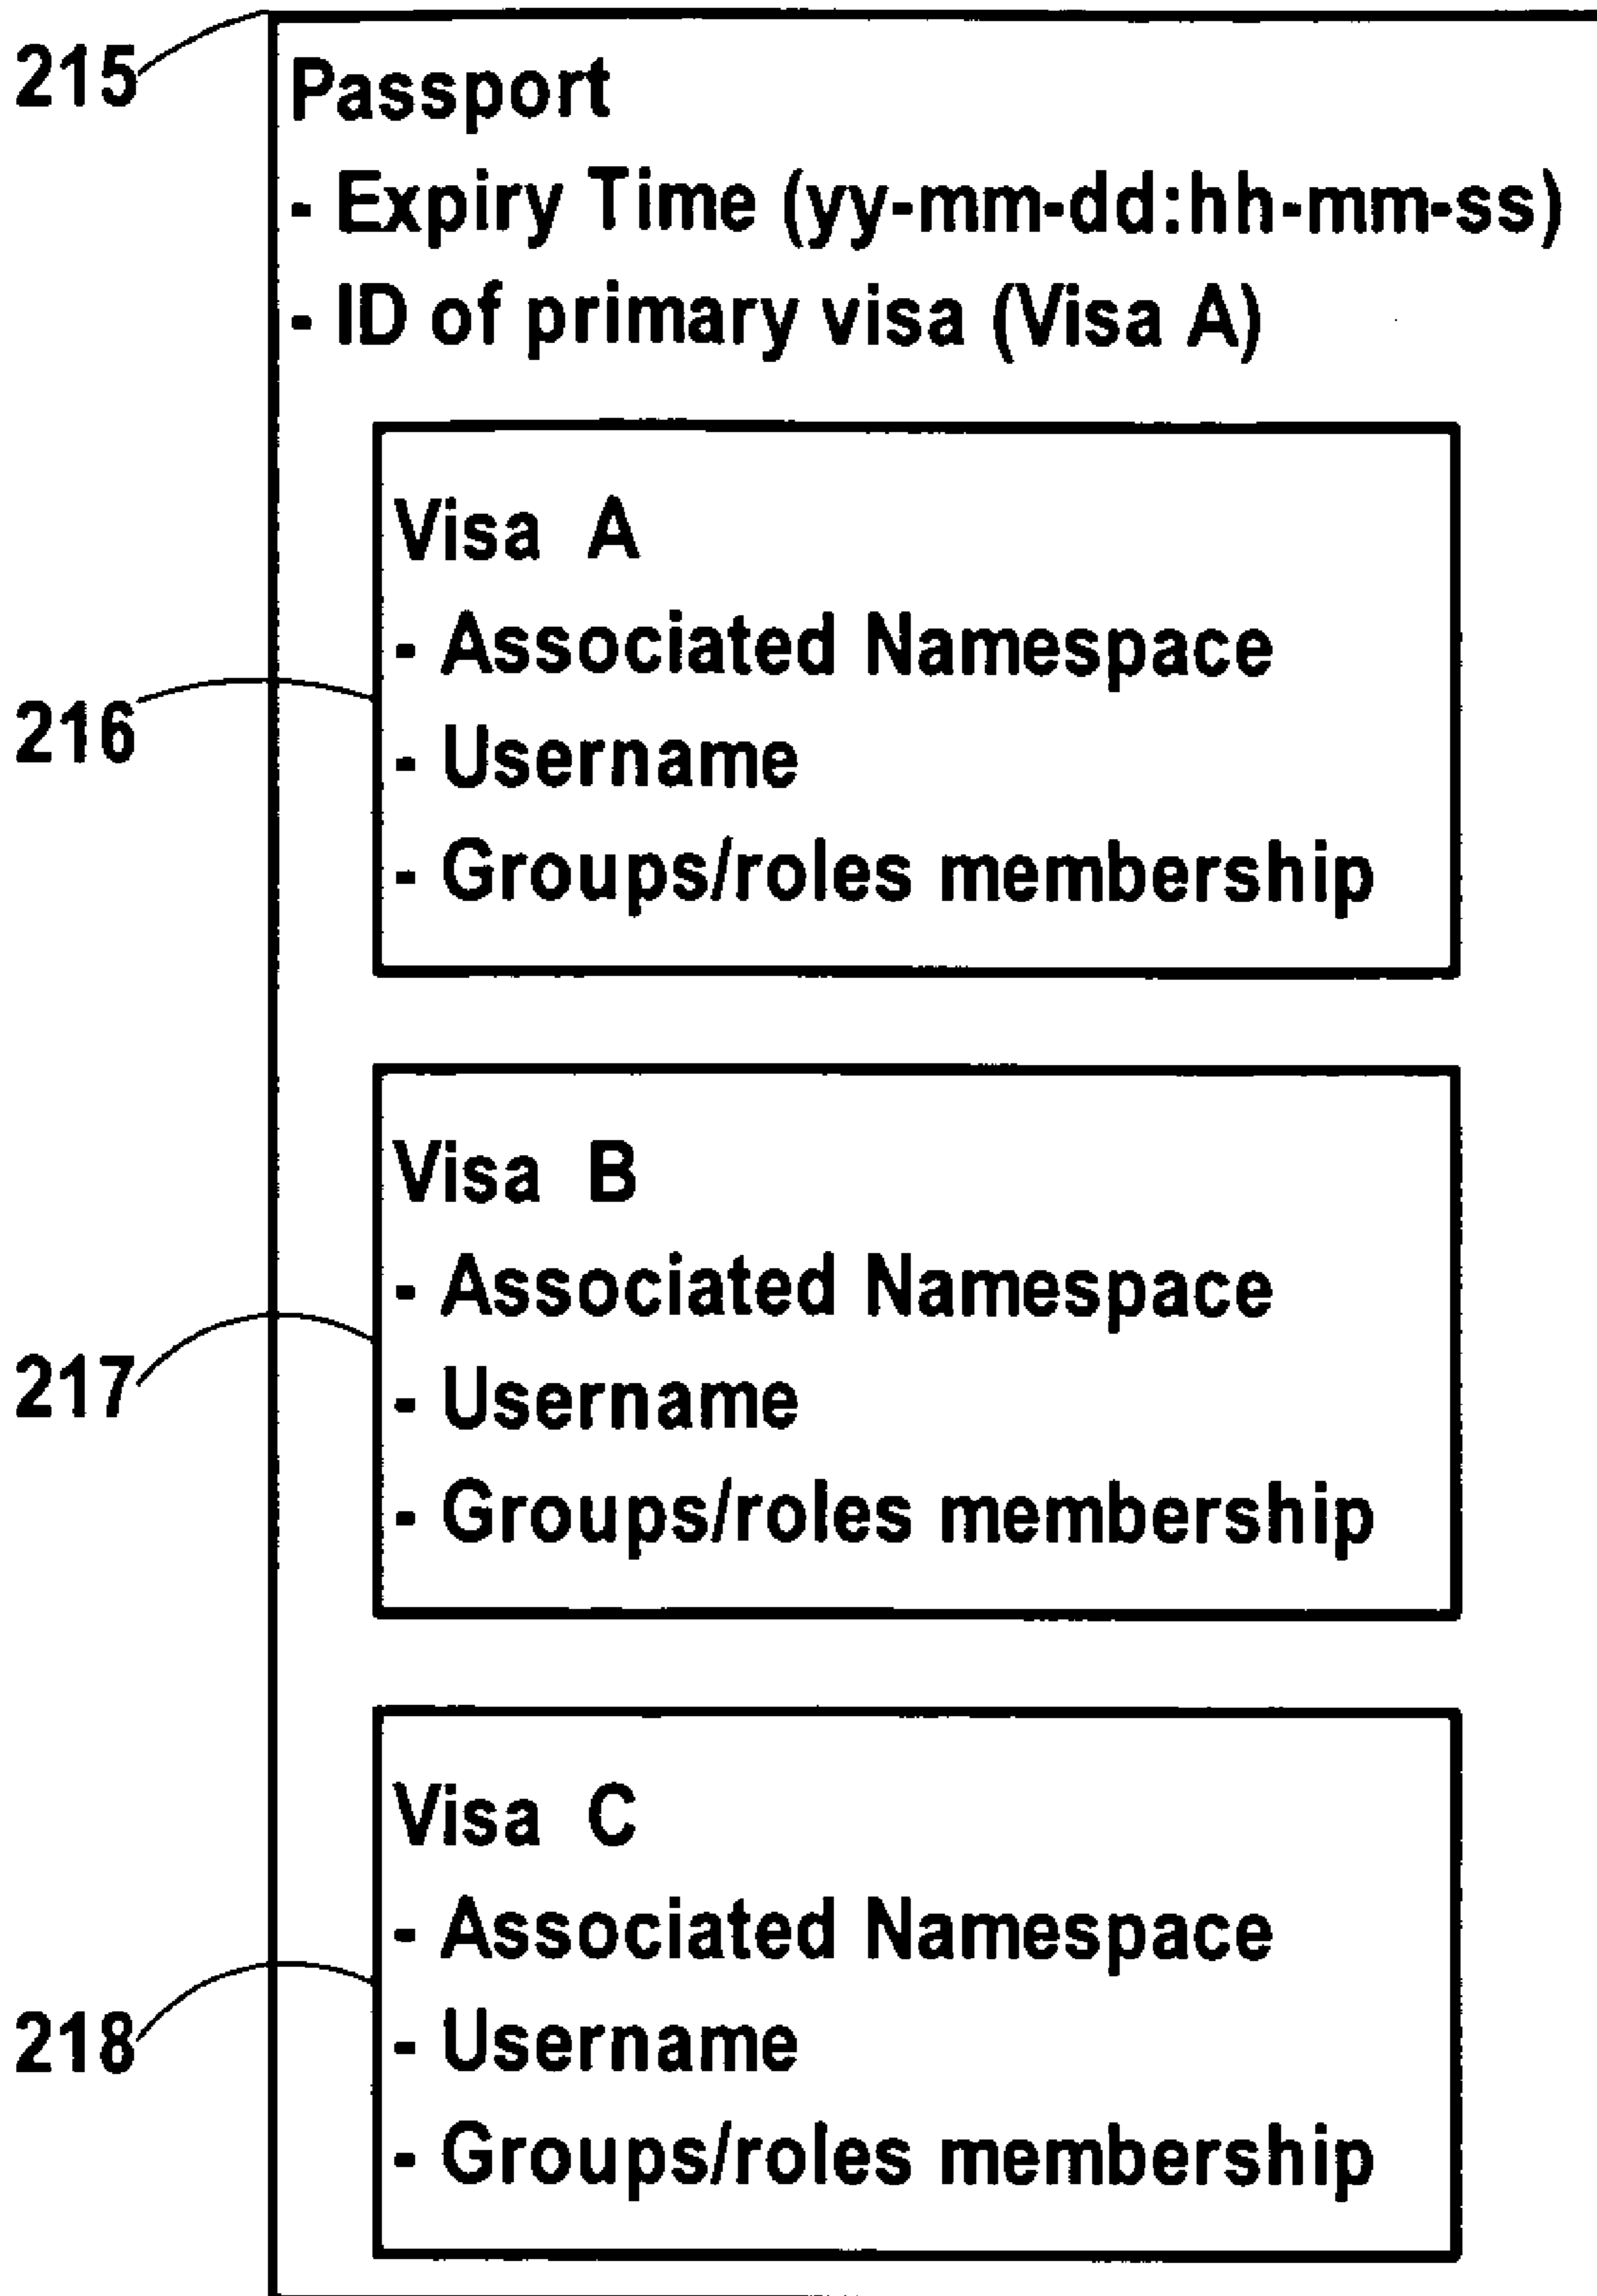 215
Passport
- Expiry Time (yy-mm-dd:hh-mm-ss)
- ID of primary visa (Visa A)
Visa A
- Associated Namespace
216
- Username
- Groups/roles membership
Visa B
- Associated Namespace
217
- Username
- Groups/roles membership
Visa C
- Associated Namespace
218
- Username
- Groups/roles membership